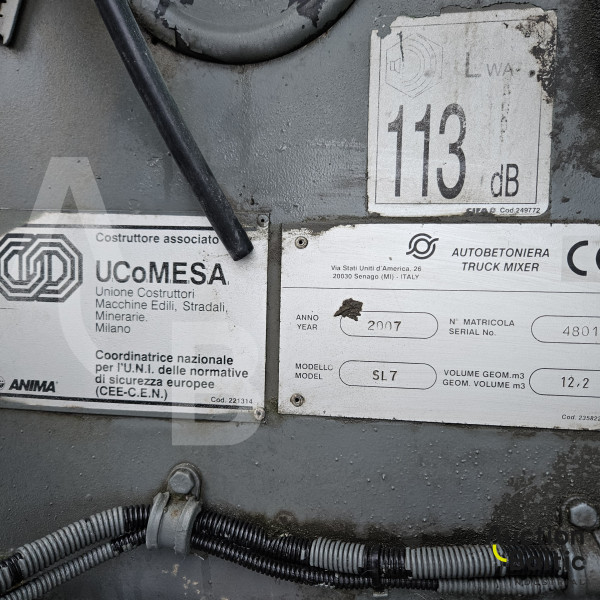 LWA
113
dB
CIFA Cod.249772
Costruttore associato
UCoMESA
Unione Costruttori
Macchine Edili, Stradali,
Minerarie.
Milano
Coordinatrice nazionale
per l'U.N.I. delle normative
di sicurezza europee
(CEE-C.E.N.)
ANIMA
Cod. 221314
Via Stati Uniti d'America, 26
20030 Senago (MI) - ITALY
AUTOBETONIERA
TRUCK MIXER
ANNO
YEAR
2007
N° MATRICOLA
SERIAL No.
4801
MODELLO
MODEL
SL7
VOLUME GEOM.m3
GEOM. VOLUME m3
12,2
Cod. 23582